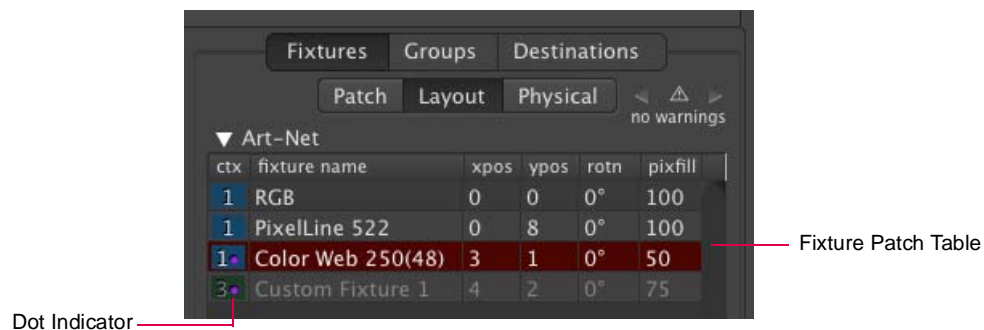 Fixtures Groups Destinations
Patch Layout Physical
no warnings
Art-Net
ctx fixture name xpos ypos rotn pixfill
1 RGB 0 0 0° 100
1 PixelLine 522 0 8 0° 100
1 Color Web 250(48) 3 1 0° 50
3 Custom Fixture 1 4 2 0° 75
Fixture Patch Table
Dot Indicator